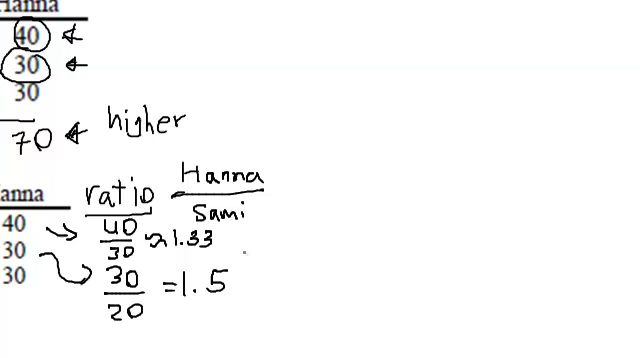 Hanna
40
30
30
70 higher
anna ratio Hanna
Sami
40 40
30 ≈ 1.33
30 30
20 = 1.5
30